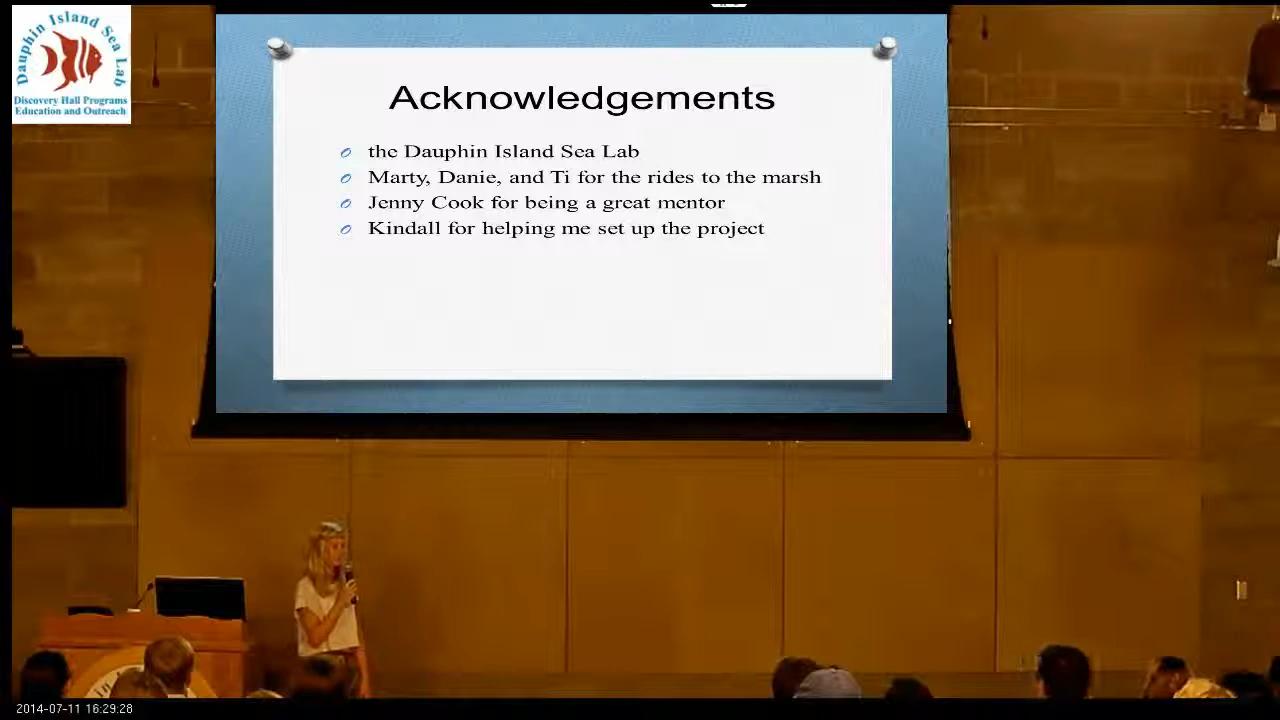 Dauphin Island Sea Lab
Discovery Hall Programs
Education and Outreach
Acknowledgements
the Dauphin Island Sea Lab
Marty, Danie, and Ti for the rides to the marsh
Jenny Cook for being a great mentor
Kindall for helping me set up the project
2014-07-11 16:29:28